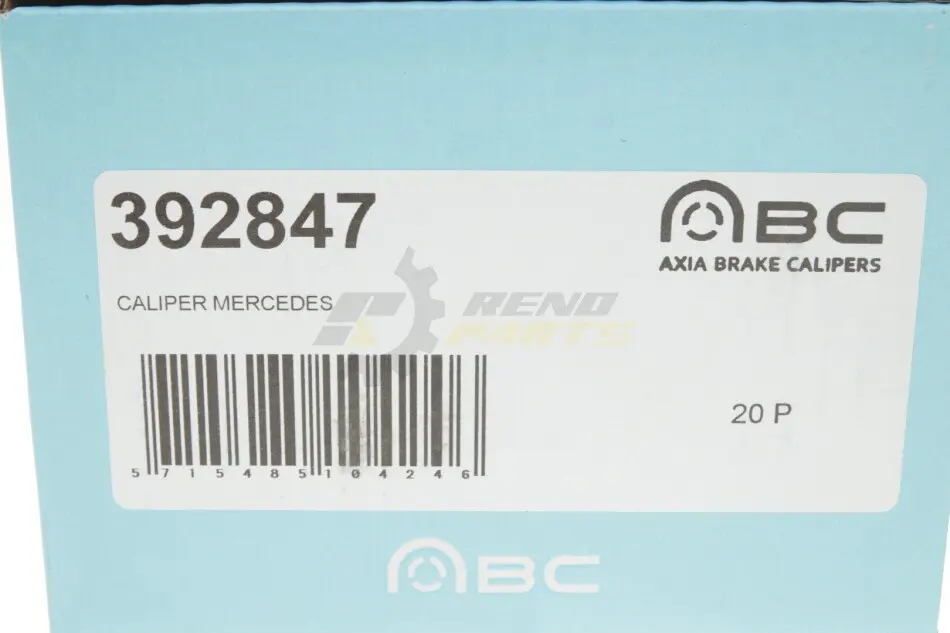 392847
ABC
AXIA BRAKE CALIPERS
CALIPER MERCEDES
RENO
PARTS
20 P
5 715485 104246
ABC